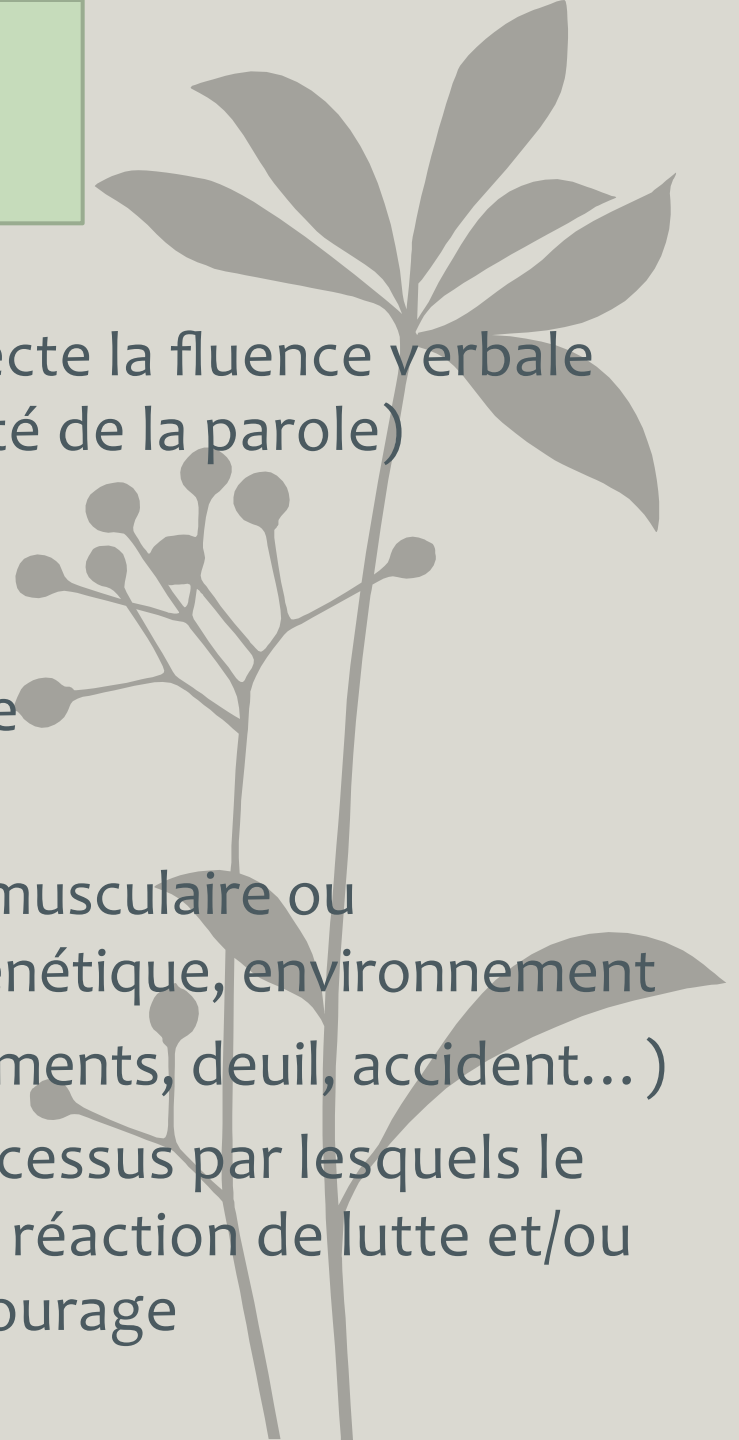 ecte la fluence verbale
té de la parole)
e
musculaire ou
énétique, environnement
ments, deuil, accident…)
cessus par lesquels le
réaction de lutte et/ou
ourage